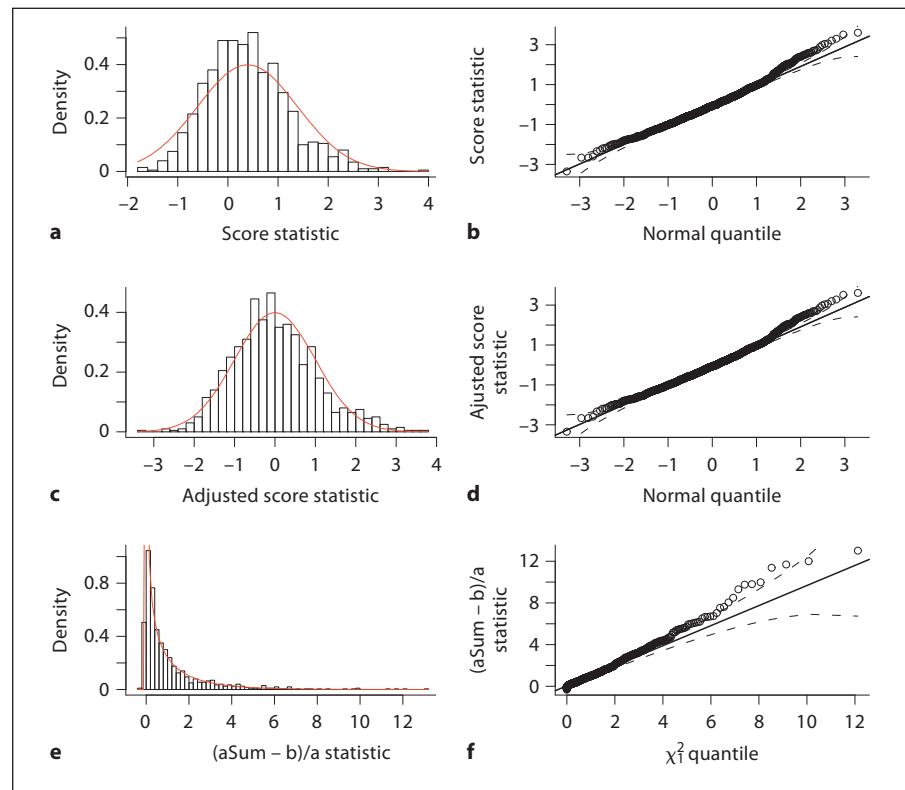 0.4
0.2
0
Density
–2 –1 0 1 2 3 4
a
Score statistic
3
1
–1
–3
Score statistic
–3 –2 –1 0 1 2 3
b
Normal quantile
0.4
0.2
0
Density
–3 –2 –1 0 1 2 3 4
c
Adjusted score statistic
3
1
–1
–3
Ajusted score
statistic
–3 –2 –1 0 1 2 3
d
Normal quantile
0.8
0.4
0
Density
0 2 4 6 8 10 12
e
(aSum – b)/a statistic
12
8
4
0
(aSum – b)/a
statistic
0 2 4 6 8 10 12
f
χ²₁ quantile